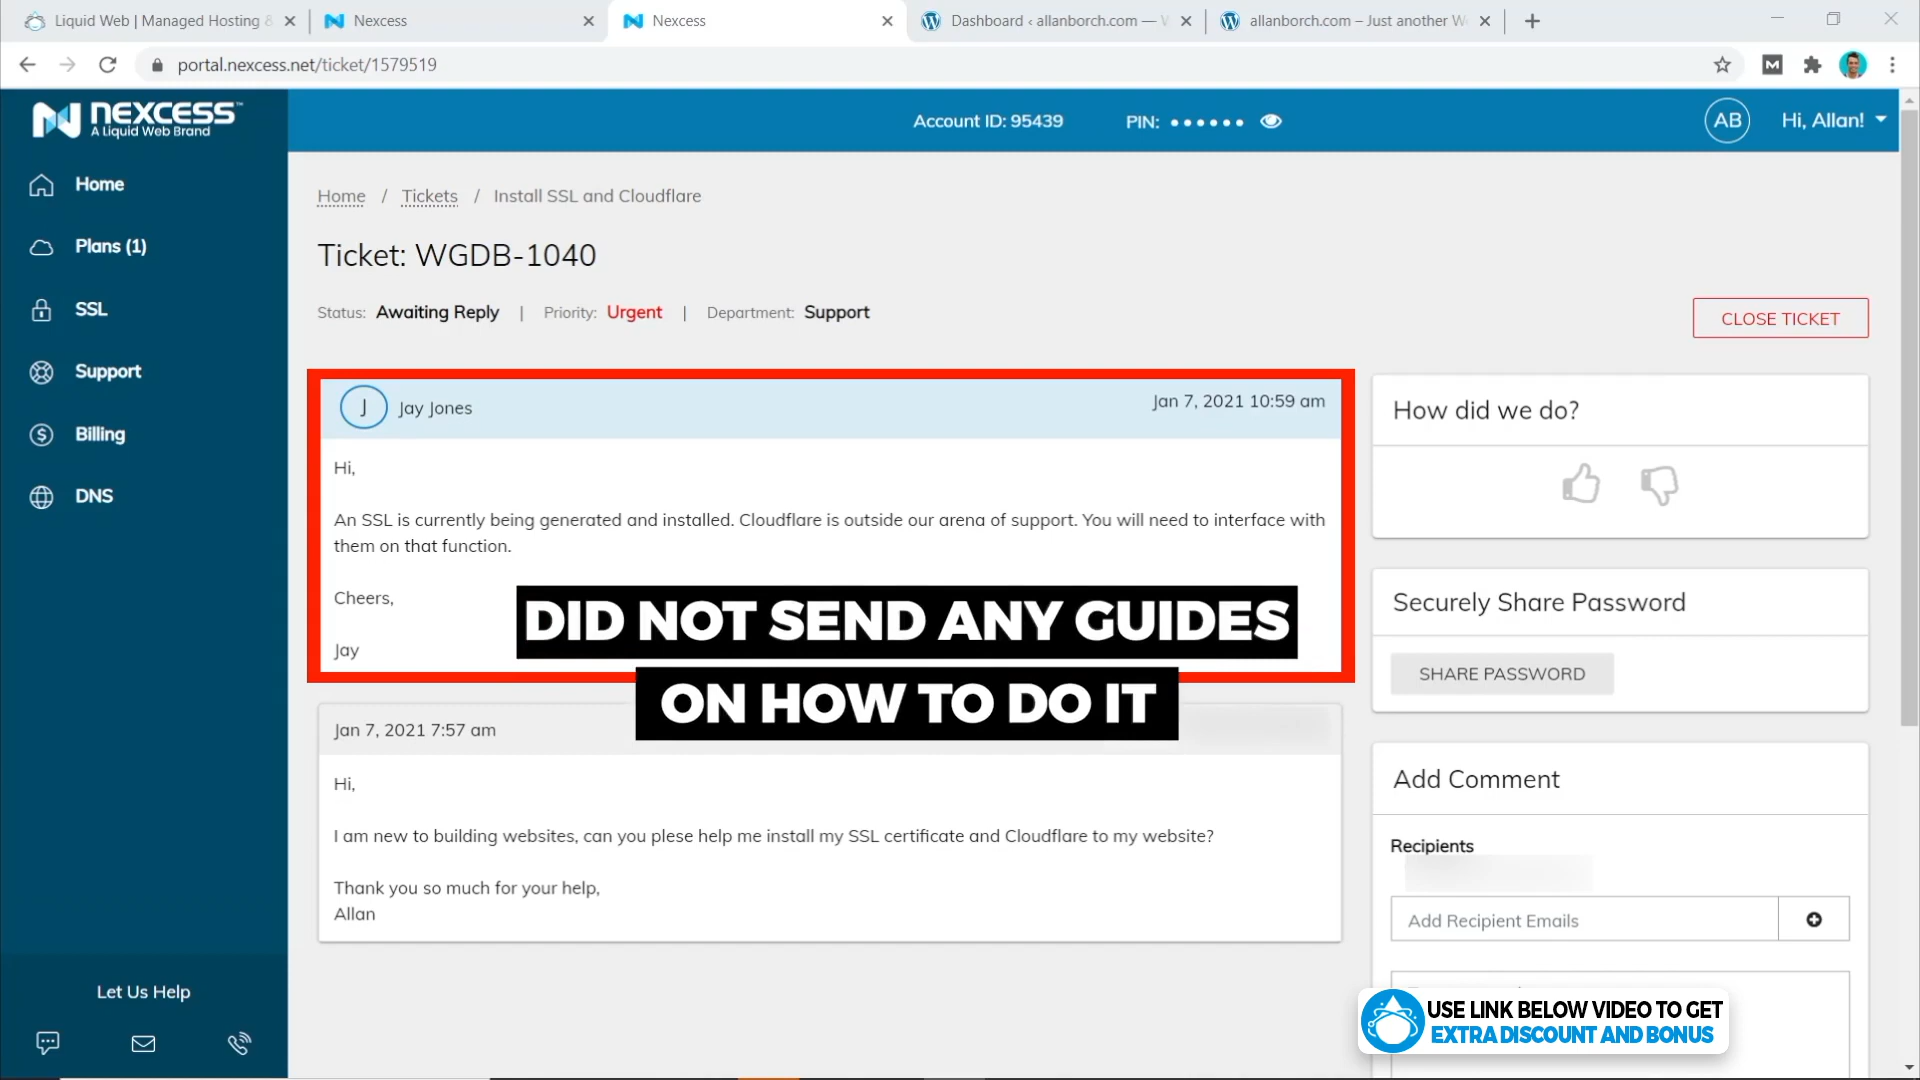 Liquid Web | Managed Hosting &
Nexcess
Nexcess
Dashboard ‹ allanborch.com — W
allanborch.com – Just another W
portal.nexcess.net/ticket/1579519
NEXCESS™
A Liquid Web Brand
Account ID: 95439
PIN: ••••••
AB
Hi, Allan!
Home
Plans (1)
SSL
Support
Billing
DNS
Let Us Help
Home / Tickets / Install SSL and Cloudflare
Ticket: WGDB-1040
Status: Awaiting Reply | Priority: Urgent | Department: Support
CLOSE TICKET
J Jay Jones
Jan 7, 2021 10:59 am
Hi,
An SSL is currently being generated and installed. Cloudflare is outside our arena of support. You will need to interface with
them on that function.
Cheers,
Jay
DID NOT SEND ANY GUIDES
ON HOW TO DO IT
Jan 7, 2021 7:57 am
Hi,
I am new to building websites, can you plese help me install my SSL certificate and Cloudflare to my website?
Thank you so much for your help,
Allan
How did we do?
Securely Share Password
SHARE PASSWORD
Add Comment
Recipients
Add Recipient Emails
USE LINK BELOW VIDEO TO GET
EXTRA DISCOUNT AND BONUS